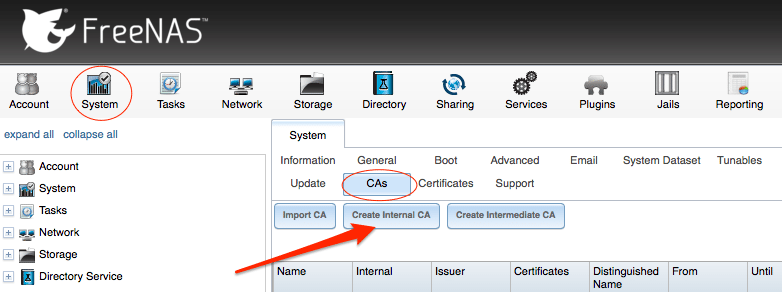 FreeNAS™
Account System Tasks Network Storage Directory Sharing Services Plugins Jails Reporting
expand all collapse all
System
Information General Boot Advanced Email System Dataset Tunables
Update CAs Certificates Support
Import CA Create Internal CA Create Intermediate CA
Account
System
Tasks
Network
Storage
Directory Service
Name Internal Issuer Certificates Distinguished Name From Until